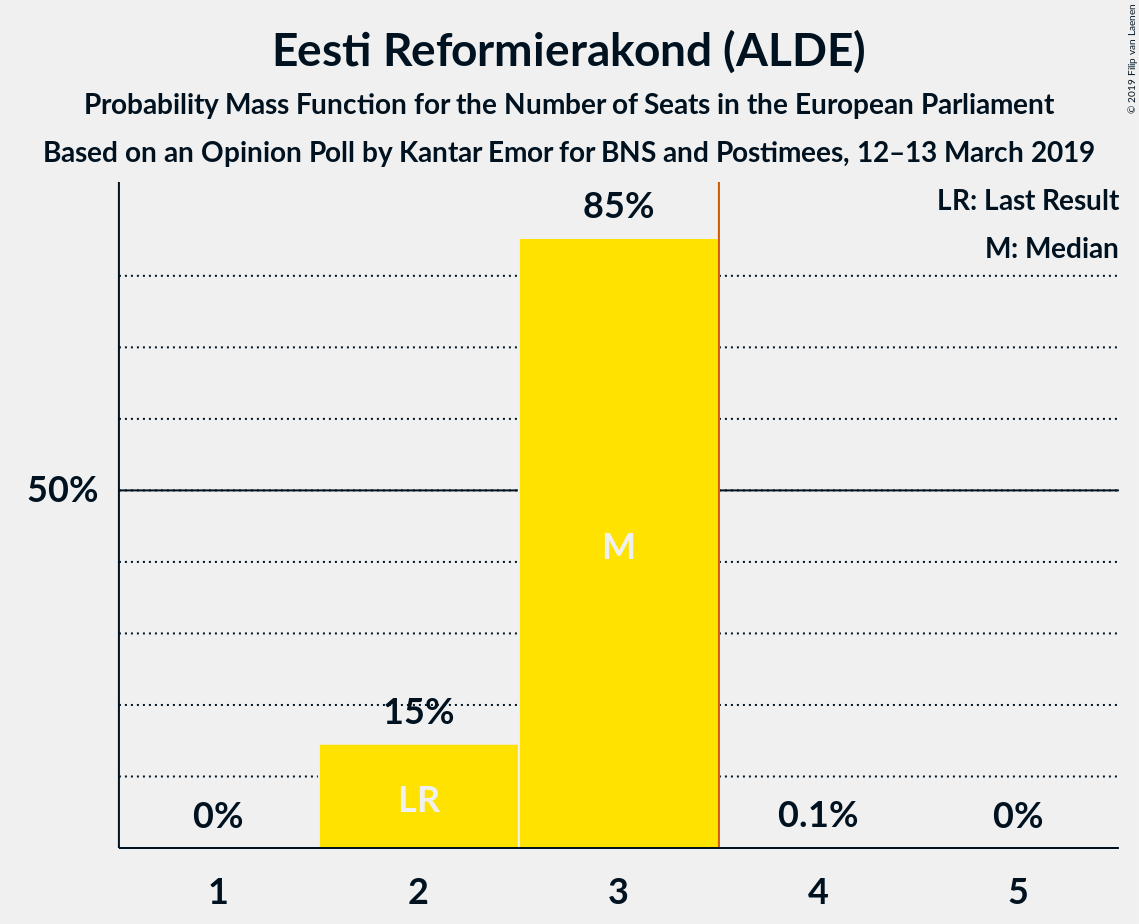 Eesti Reformierakond (ALDE)
Probability Mass Function for the Number of Seats in the European Parliament
Based on an Opinion Poll by Kantar Emor for BNS and Postimees, 12–13 March 2019
© 2019 Filip van Laenen
LR: Last Result
M: Median
85%
50%
M
15%
LR
0%
0.1%
0%
1 2 3 4 5